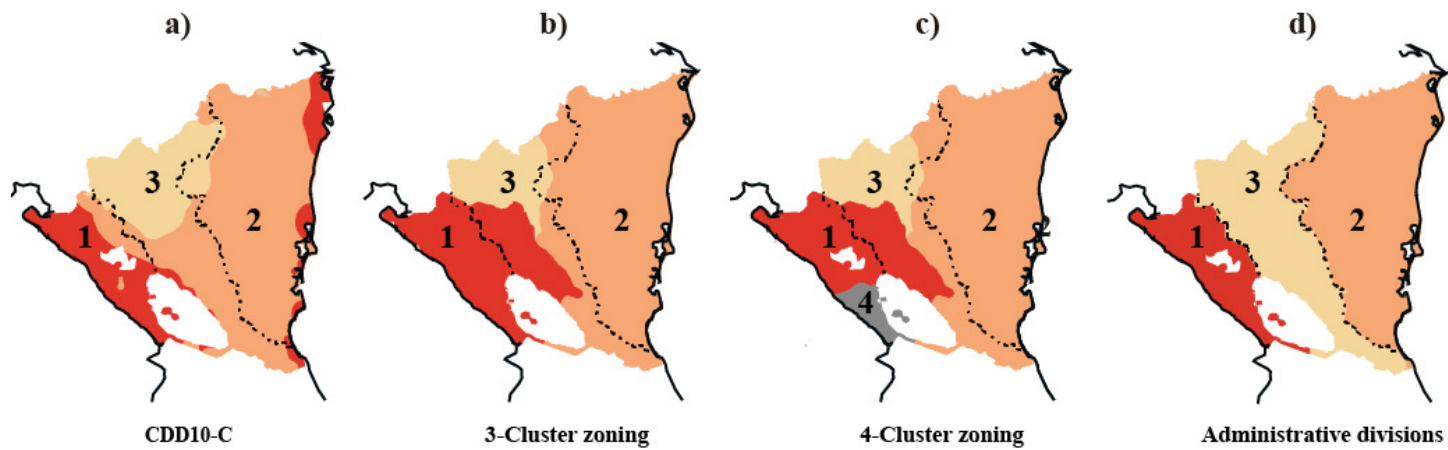 a)
b)
c)
d)
3
1
2
3
1
2
3
1
2
4
3
1
2
CDD10-C
3-Cluster zoning
4-Cluster zoning
Administrative divisions